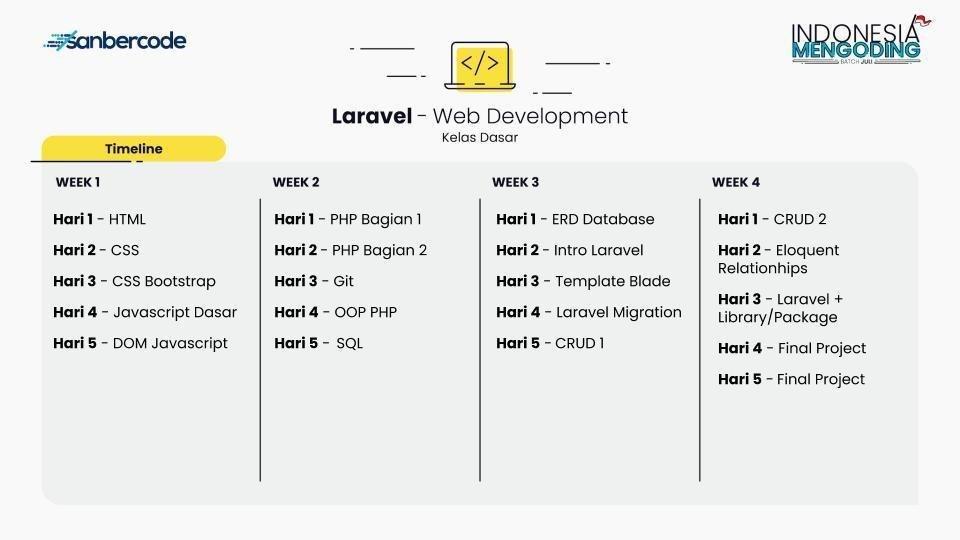 sanbercode
INDONESIA
MENGODING
BATCH JULI
</>
Laravel - Web Development
Kelas Dasar
Timeline
WEEK 1
Hari 1 - HTML
Hari 2 - CSS
Hari 3 - CSS Bootstrap
Hari 4 - Javascript Dasar
Hari 5 - DOM Javascript
WEEK 2
Hari 1 - PHP Bagian 1
Hari 2 - PHP Bagian 2
Hari 3 - Git
Hari 4 - OOP PHP
Hari 5 - SQL
WEEK 3
Hari 1 - ERD Database
Hari 2 - Intro Laravel
Hari 3 - Template Blade
Hari 4 - Laravel Migration
Hari 5 - CRUD 1
WEEK 4
Hari 1 - CRUD 2
Hari 2 - Eloquent
Relationhips
Hari 3 - Laravel +
Library/Package
Hari 4 - Final Project
Hari 5 - Final Project